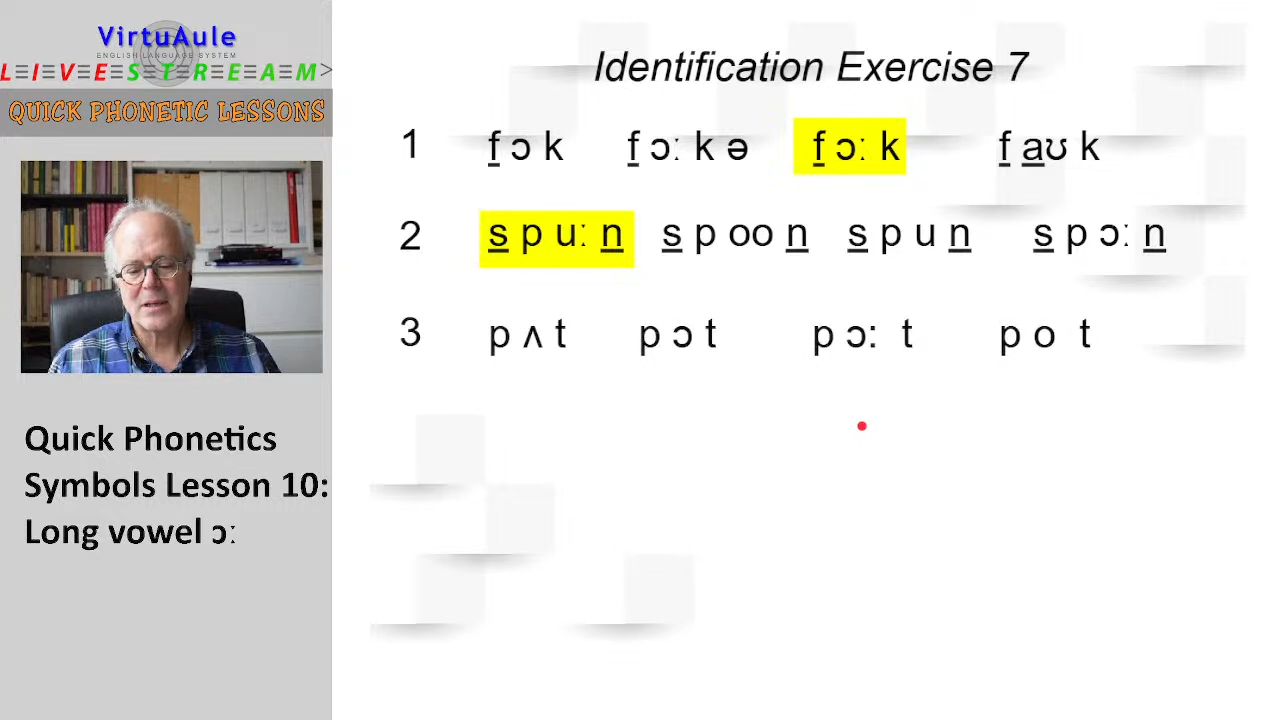 VirtuAule
ENGLISH LANGUAGE SYSTEM
L≡I≡V≡E≡S≡T≡R≡E≡A≡M≡>
QUICK PHONETIC LESSONS
Quick Phonetics
Symbols Lesson 10:
Long vowel ɔː
Identification Exercise 7
1 f ɔ k f ɔː k ə f ɔː k f aʊ k
2 s p uː n s p oo n s p u n s p ɔː n
3 p ʌ t p ɔ t p ɔː t p o t